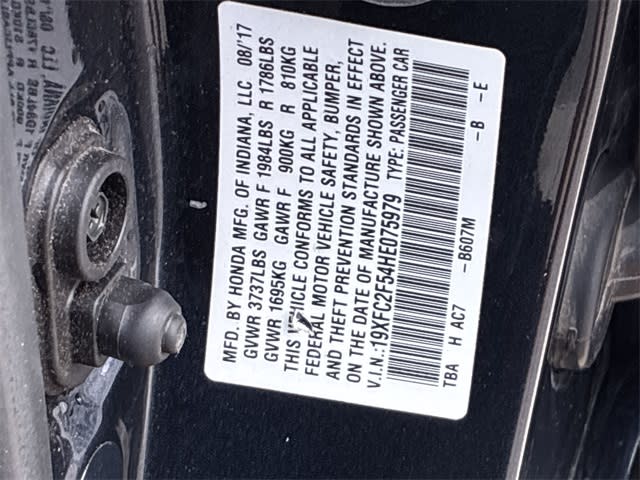 MFD. BY HONDA MFG. OF INDIANA, LLC 08/17
GVWR 3737LBS GAWR F 1984LBS R 1786LBS
GVWR 1695KG GAWR F 900KG R 810KG
THIS VEHICLE CONFORMS TO ALL APPLICABLE
FEDERAL MOTOR VEHICLE SAFETY, BUMPER,
AND THEFT PREVENTION STANDARDS IN EFFECT
ON THE DATE OF MANUFACTURE SHOWN ABOVE.
V.I.N.:19XFC2F54HE075979 TYPE: PASSENGER CAR
TBA H AC7 -B607M -B -E